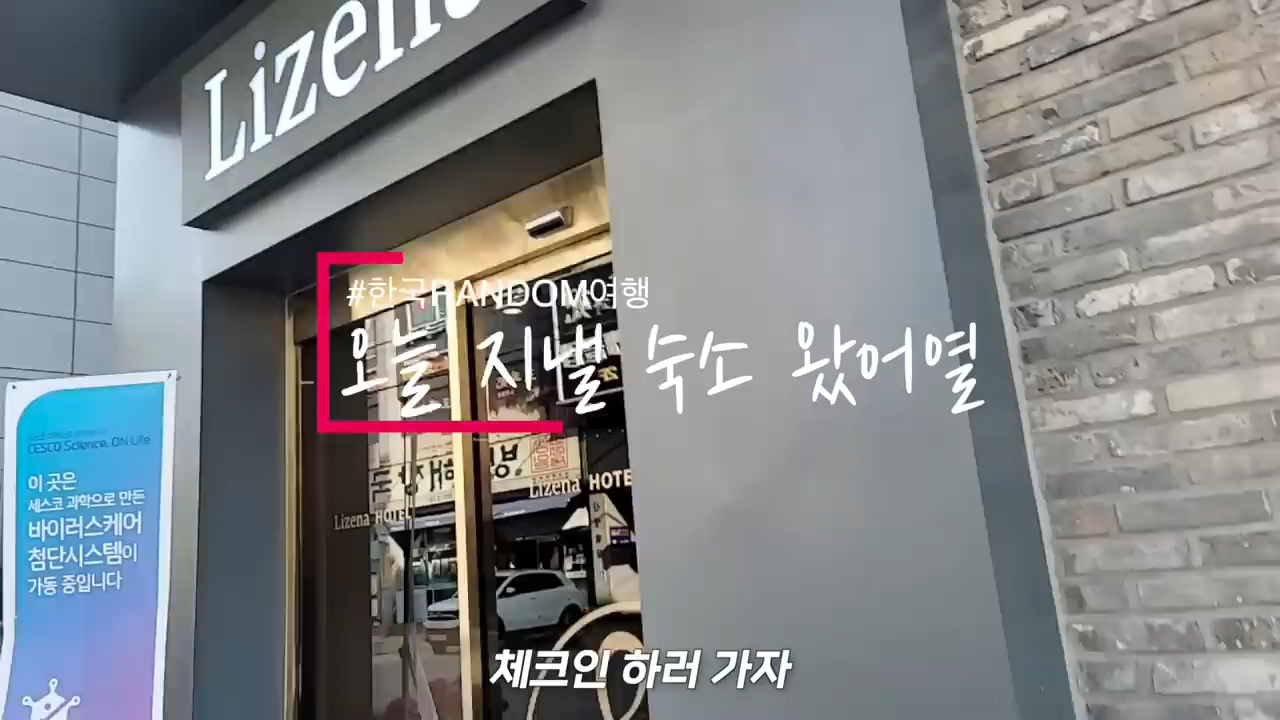 Lizena
#한국RANDOM여행
오늘 지낼 숙소 왔어열
Lizena HOTEL
Lizena HOTE
CESCO Science. ON Life
이 곳은
세스코 과학으로 만든
바이러스케어
첨단시스템이
가동 중입니다
체크인 하러 가자